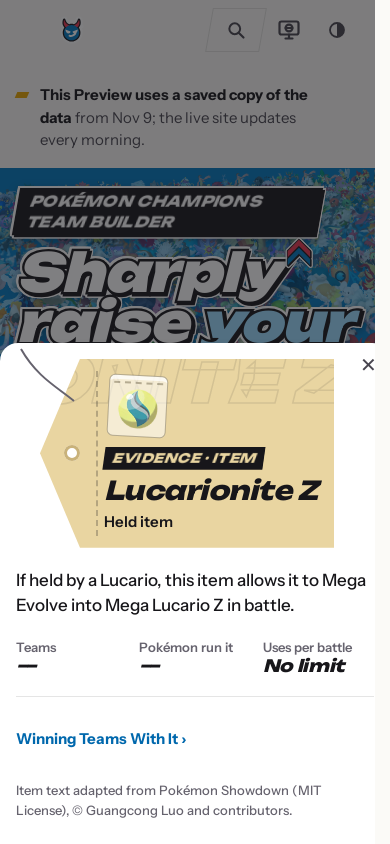 This Preview uses a saved copy of the
data from Nov 9; the live site updates
every morning.
POKÉMON CHAMPIONS
TEAM BUILDER
Sharply
raise your
EVIDENCE · ITEM
Lucarionite Z
Held item
If held by a Lucario, this item allows it to Mega
Evolve into Mega Lucario Z in battle.
Teams
—
Pokémon run it
—
Uses per battle
No limit
Winning Teams With It ›
Item text adapted from Pokémon Showdown (MIT
License), © Guangcong Luo and contributors.